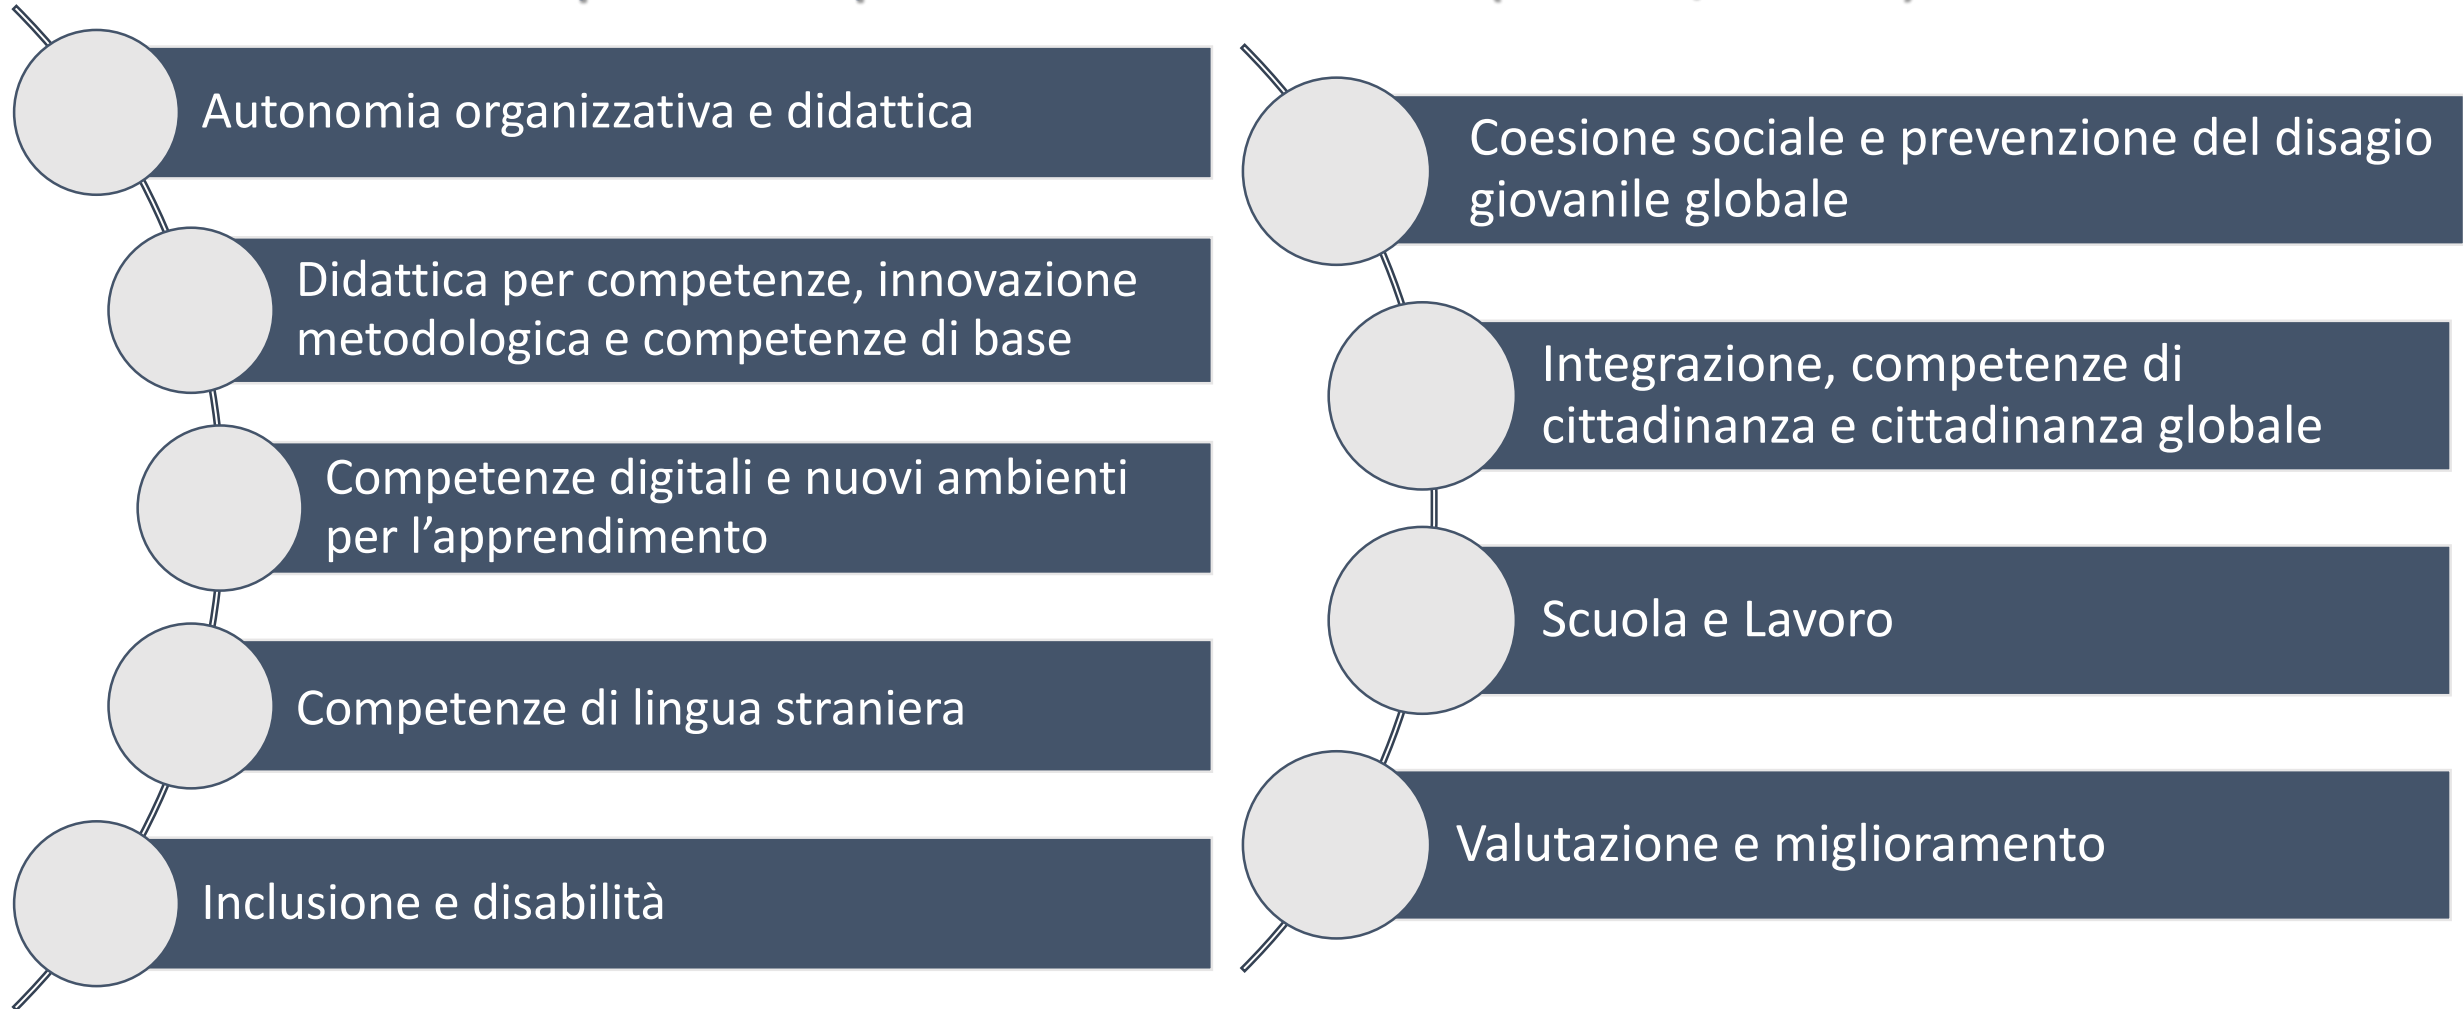 Autonomia organizzativa e didattica
Didattica per competenze, innovazione
metodologica e competenze di base
Competenze digitali e nuovi ambienti
per l’apprendimento
Competenze di lingua straniera
Inclusione e disabilità
Coesione sociale e prevenzione del disagio
giovanile globale
Integrazione, competenze di
cittadinanza e cittadinanza globale
Scuola e Lavoro
Valutazione e miglioramento